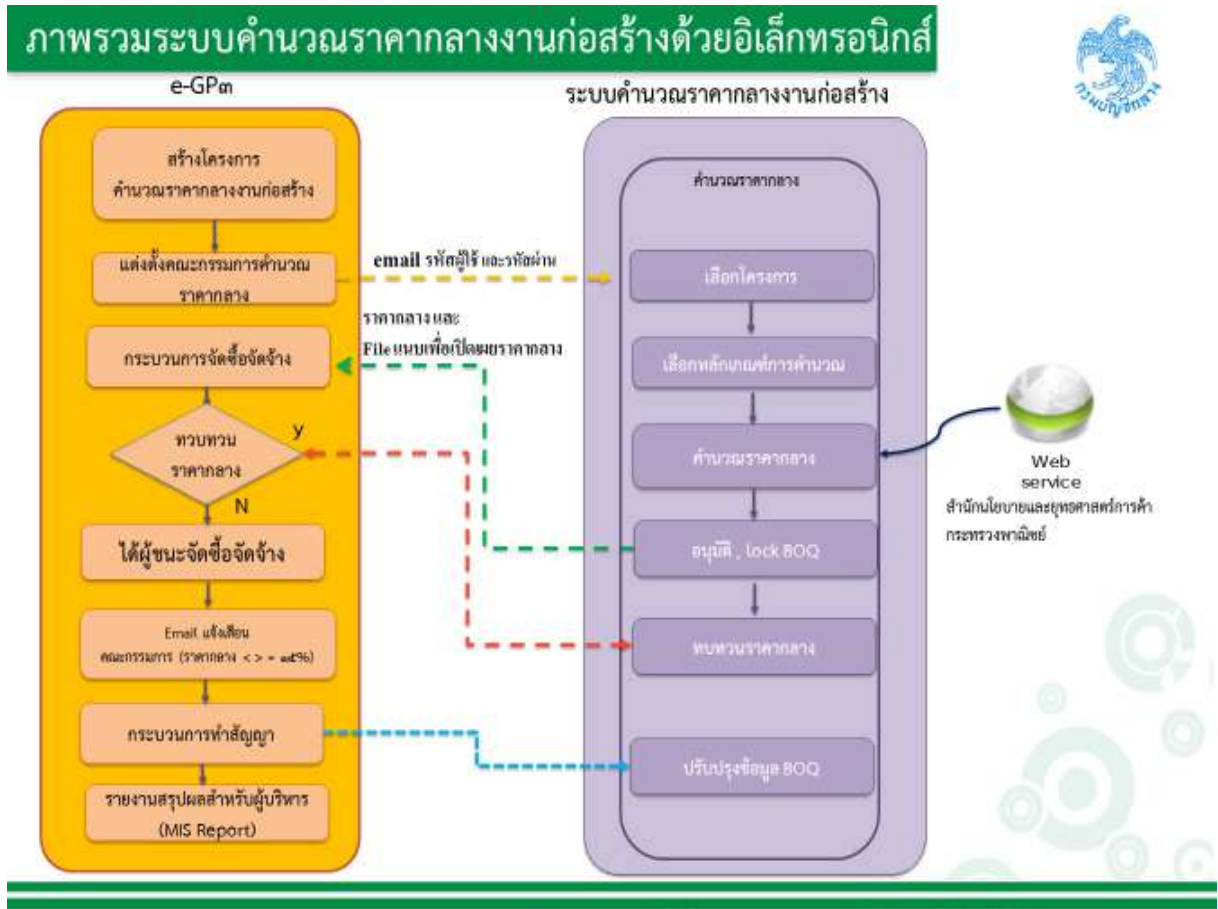 ภาพรวมระบบคำนวณราคากลางงานก่อสร้างด้วยอิเล็กทรอนิกส์
กรมบัญชีกลาง
e-GP๓
สร้างโครงการ
คำนวณราคากลางงานก่อสร้าง
แต่งตั้งคณะกรรมการคำนวณ
ราคากลาง
กระบวนการจัดซื้อจัดจ้าง
ทวบทวน
ราคากลาง
y
N
ได้ผู้ชนะจัดซื้อจัดจ้าง
Email แจ้งเตือน
คณะกรรมการ (ราคากลาง < > = ๑๕%)
กระบวนการทำสัญญา
รายงานสรุปผลสำหรับผู้บริหาร
(MIS Report)
email รหัสผู้ใช้ และรหัสผ่าน
ราคากลาง และ
File แนบเพื่อเปิดเผยราคากลาง
ระบบคำนวณราคากลางงานก่อสร้าง
คำนวณราคากลาง
เลือกโครงการ
เลือกหลักเกณฑ์การคำนวณ
คำนวณราคากลาง
อนุมัติ , lock BOQ
ทบทวนราคากลาง
ปรับปรุงข้อมูล BOQ
Web
service
สำนักนโยบายและยุทธศาสตร์การค้า
กระทรวงพาณิชย์